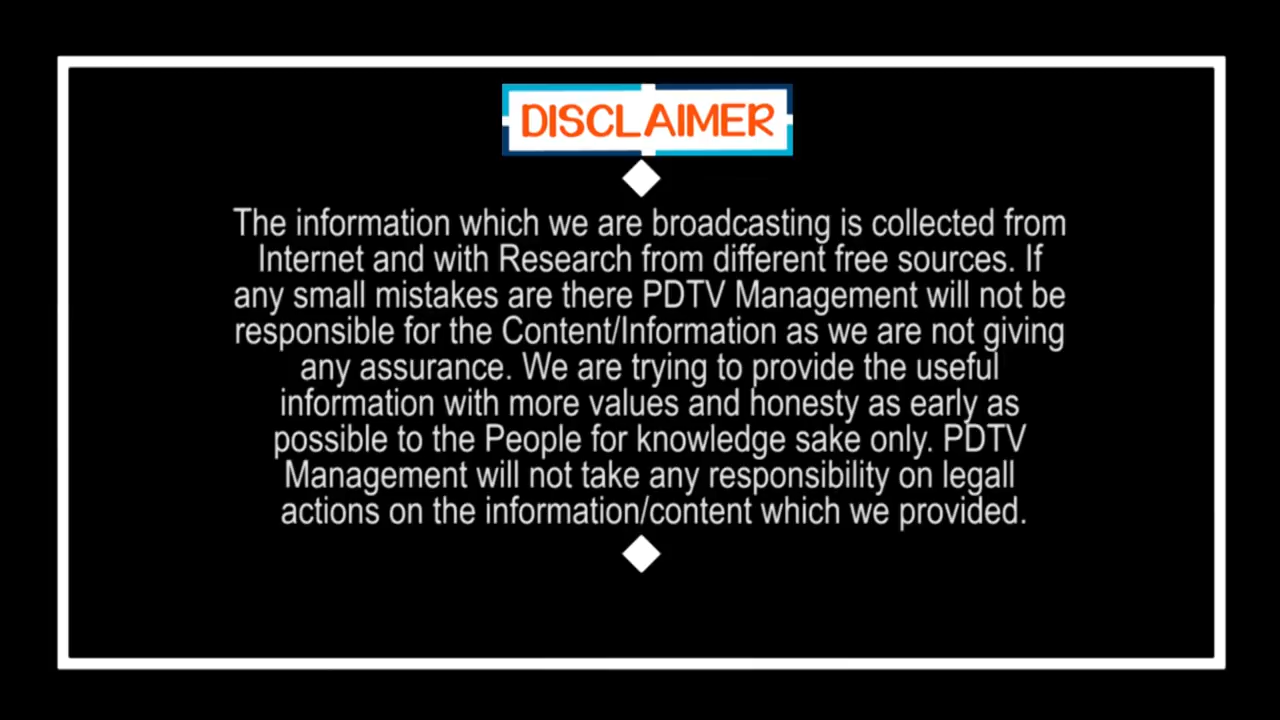 DISCLAIMER
The information which we are broadcasting is collected from
Internet and with Research from different free sources. If
any small mistakes are there PDTV Management will not be
responsible for the Content/Information as we are not giving
any assurance. We are trying to provide the useful
information with more values and honesty as early as
possible to the People for knowledge sake only. PDTV
Management will not take any responsibility on legall
actions on the information/content which we provided.